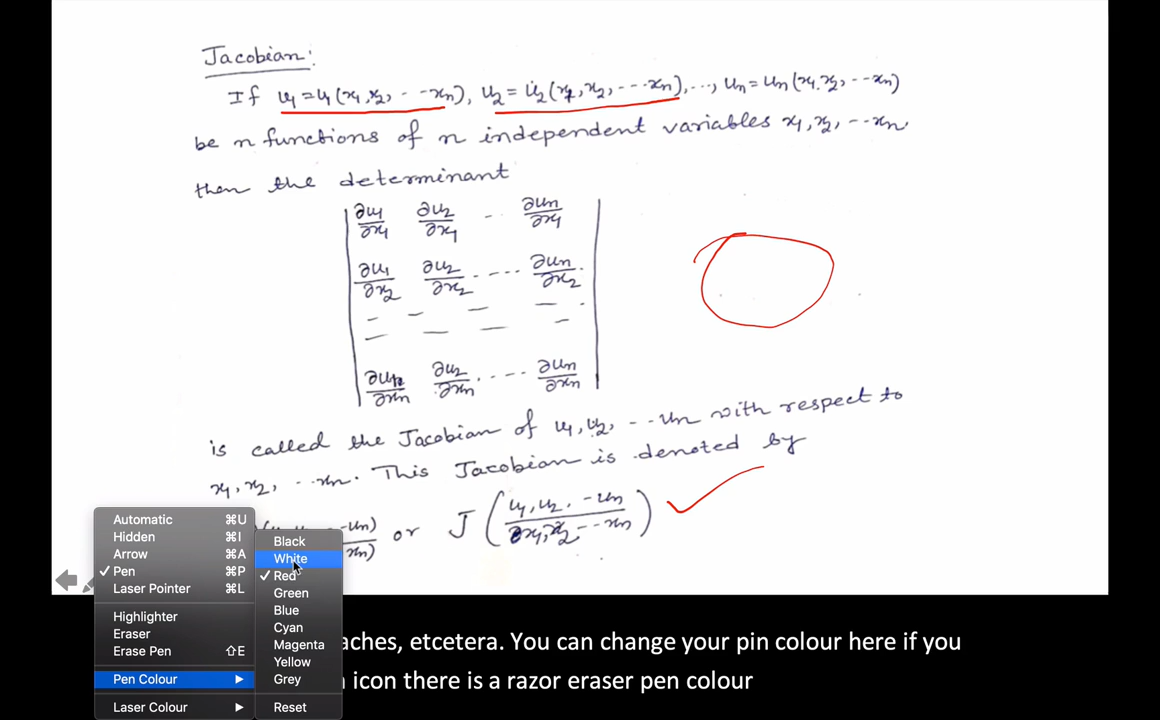 Jacobian:
If u1 = u1(x1, x2, - - xn), u2 = u2(x1, x2, - - - xn), ..., un = un(x1, x2, - - xn)
be n functions of n independent variables x1, x2, - - xn.
then the determinant
∂u1/∂x1 ∂u2/∂x1 - - ∂un/∂x1
∂u1/∂x2 ∂u2/∂x2 - - - - ∂un/∂x2
∂xn ∂u2/∂xn - - - - ∂un/∂xn
is called the Jacobian of u1, u2, - - un with respect to
x1, x2, - - xn. This Jacobian is denoted by
-un)/xn) or J (u1, u2, - un / ∂x1, x2 - - xn)
Automatic ⌘U
Hidden ⌘I
Arrow ⌘A
✓ Pen ⌘P
Laser Pointer ⌘L
Highlighter
Eraser
Erase Pen ⇧E
Pen Colour ▶
Laser Colour ▶
Black
White
✓ Red
Green
Blue
Cyan
Magenta
Yellow
Grey
Reset
etcetera. You can change your pin colour here if you
icon there is a razor eraser pen colour